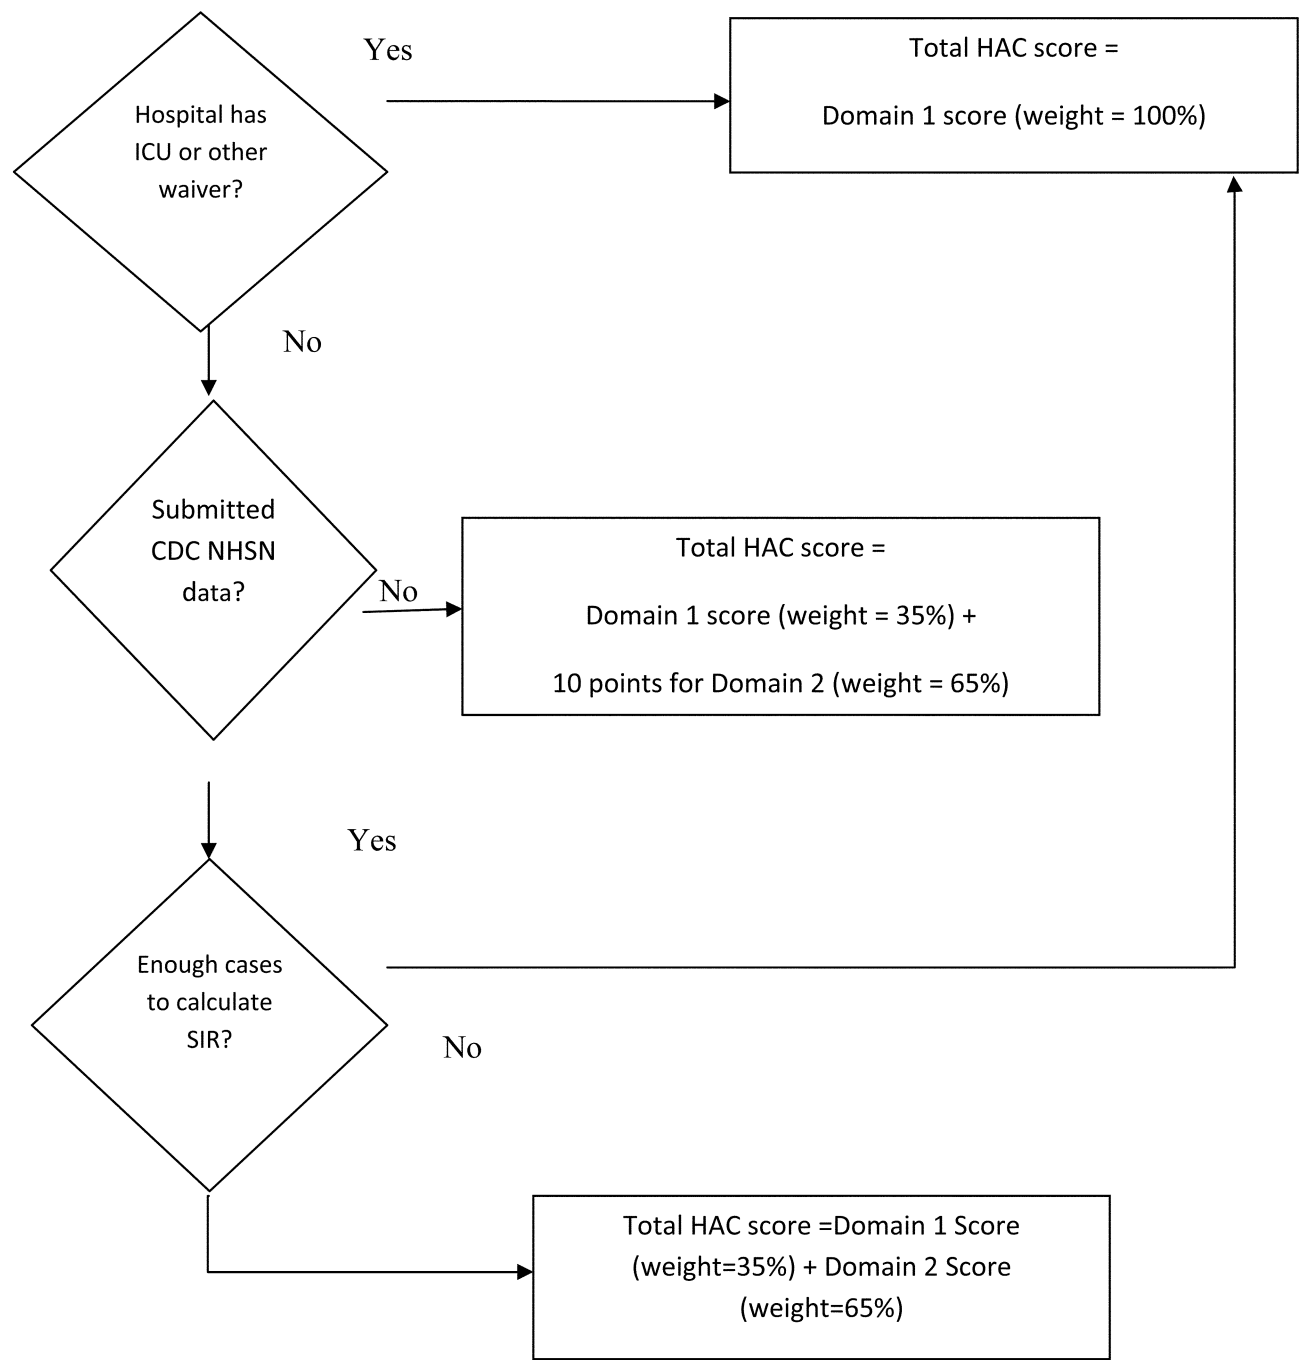 Yes
Total HAC score =
Domain 1 score (weight = 100%)
Hospital has
ICU or other
waiver?
No
Submitted
CDC NHSN
data?
No
Total HAC score =
Domain 1 score (weight = 35%) +
10 points for Domain 2 (weight = 65%)
Yes
Enough cases
to calculate
SIR?
No
Total HAC score =Domain 1 Score
(weight=35%) + Domain 2 Score
(weight=65%)